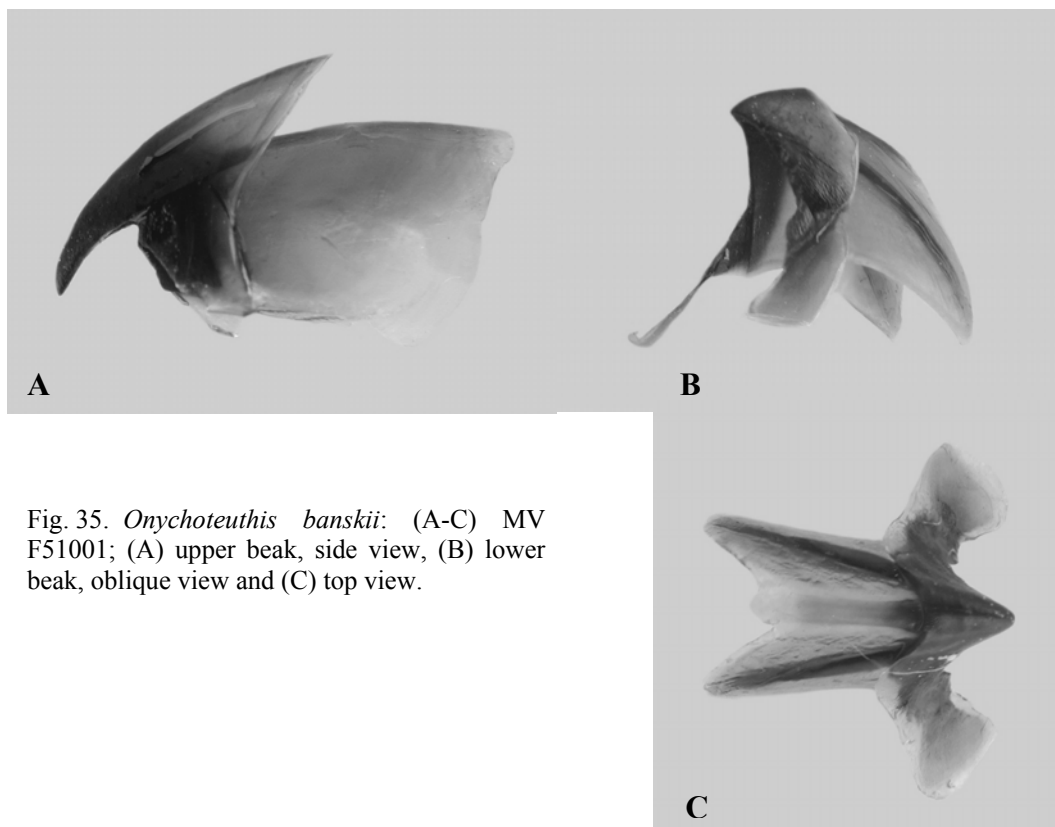 A
B
Fig. 35. Onychoteuthis banskii: (A-C) MV
F51001; (A) upper beak, side view, (B) lower
beak, oblique view and (C) top view.
C